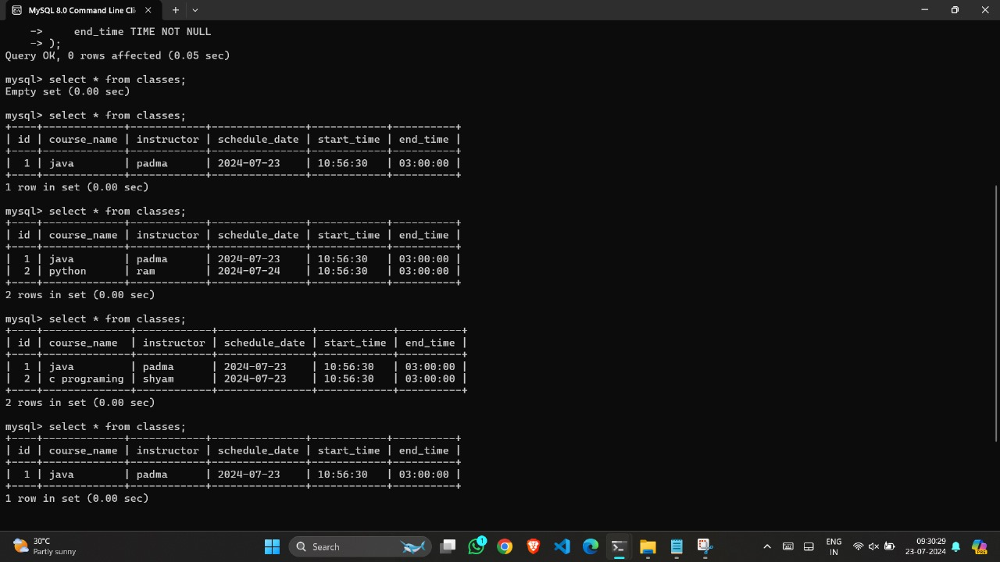 MySQL 8.0 Command Line Cli
    ->     end_time TIME NOT NULL
    -> );
Query OK, 0 rows affected (0.05 sec)
mysql> select * from classes;
Empty set (0.00 sec)
mysql> select * from classes;
+----+-------------+------------+---------------+------------+----------+
| id | course_name | instructor | schedule_date | start_time | end_time |
+----+-------------+------------+---------------+------------+----------+
|  1 | java        | padma      | 2024-07-23    | 10:56:30   | 03:00:00 |
+----+-------------+------------+---------------+------------+----------+
1 row in set (0.00 sec)
mysql> select * from classes;
+----+-------------+------------+---------------+------------+----------+
| id | course_name | instructor | schedule_date | start_time | end_time |
+----+-------------+------------+---------------+------------+----------+
|  1 | java        | padma      | 2024-07-23    | 10:56:30   | 03:00:00 |
|  2 | python      | ram        | 2024-07-24    | 10:56:30   | 03:00:00 |
+----+-------------+------------+---------------+------------+----------+
2 rows in set (0.00 sec)
mysql> select * from classes;
+----+--------------+------------+---------------+------------+----------+
| id | course_name  | instructor | schedule_date | start_time | end_time |
+----+--------------+------------+---------------+------------+----------+
|  1 | java         | padma      | 2024-07-23    | 10:56:30   | 03:00:00 |
|  2 | c programing | shyam      | 2024-07-23    | 10:56:30   | 03:00:00 |
+----+--------------+------------+---------------+------------+----------+
2 rows in set (0.00 sec)
mysql> select * from classes;
+----+-------------+------------+---------------+------------+----------+
| id | course_name | instructor | schedule_date | start_time | end_time |
+----+-------------+------------+---------------+------------+----------+
|  1 | java        | padma      | 2024-07-23    | 10:56:30   | 03:00:00 |
+----+-------------+------------+---------------+------------+----------+
1 row in set (0.00 sec)
30°C
Partly sunny
Search
1
ENG
IN
09:30:29
23-07-2024
PRE